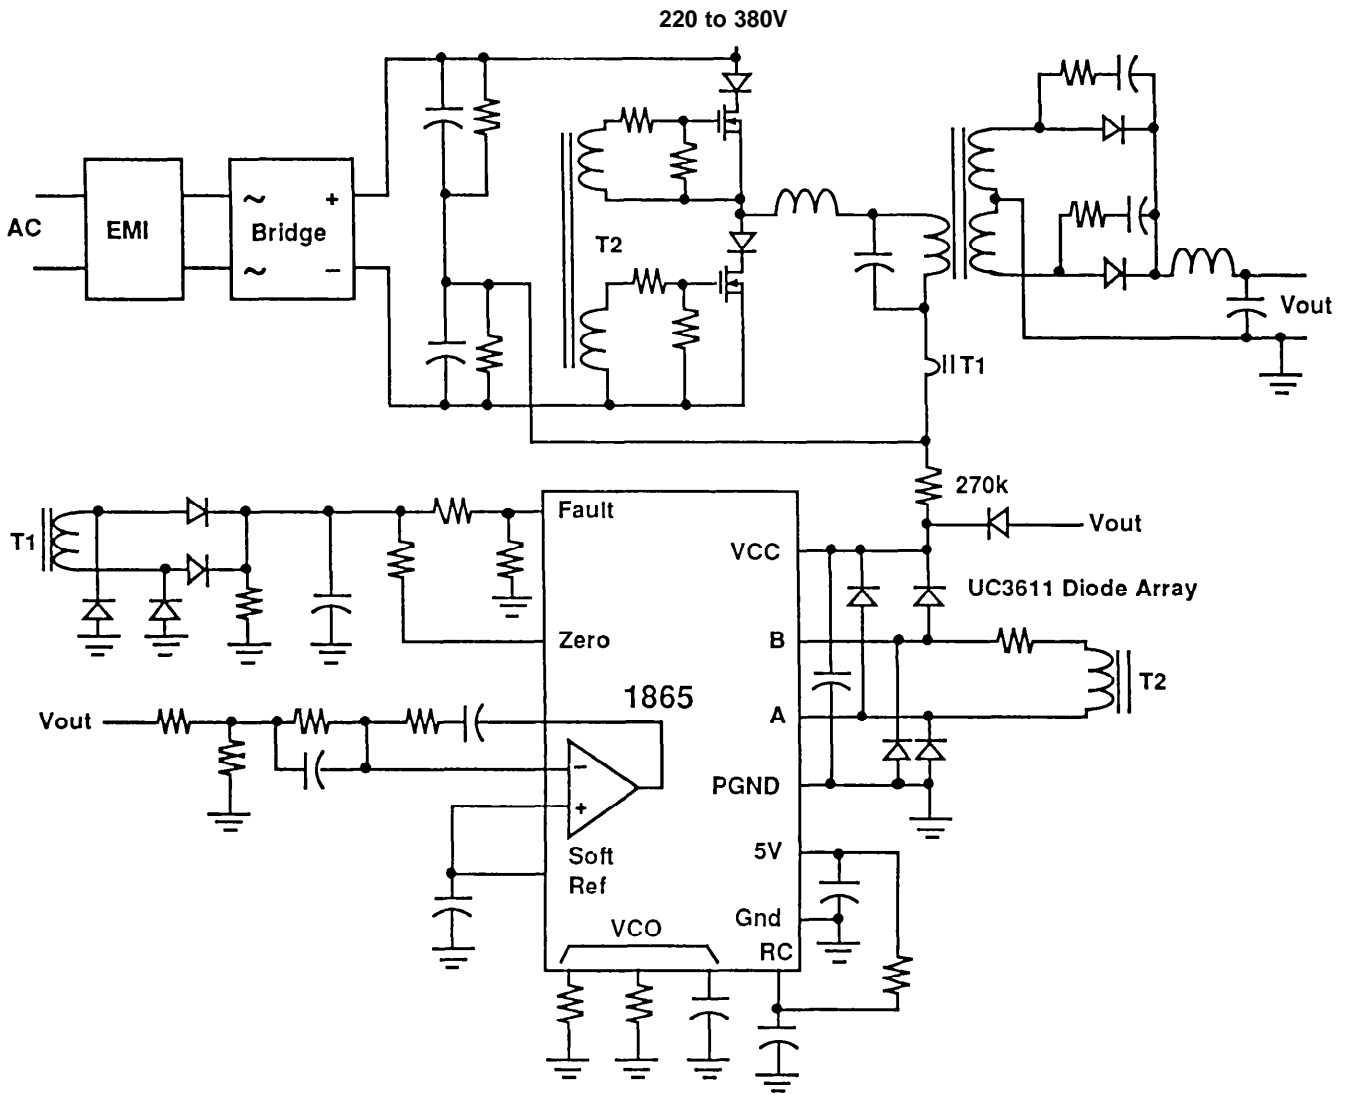 220 to 380V
AC
EMI
~
~
Bridge
+
−
T2
Vout
T1
270k
Vout
T1
Fault
VCC
UC3611 Diode Array
Zero
B
1865
T2
Vout
A
−
+
PGND
Soft
Ref
5V
Gnd
VCO
RC